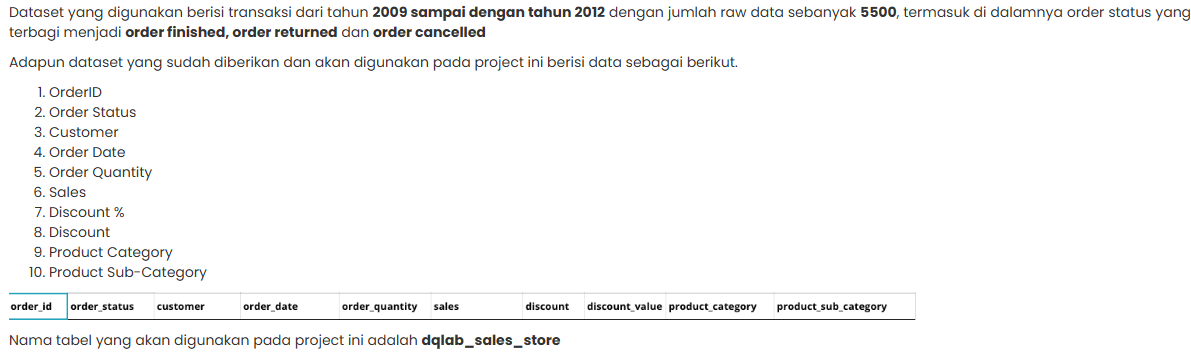 Dataset yang digunakan berisi transaksi dari tahun 2009 sampai dengan tahun 2012 dengan jumlah raw data sebanyak 5500, termasuk di dalamnya order status yang
terbagi menjadi order finished, order returned dan order cancelled
Adapun dataset yang sudah diberikan dan akan digunakan pada project ini berisi data sebagai berikut.
1. OrderID
2. Order Status
3. Customer
4. Order Date
5. Order Quantity
6. Sales
7. Discount %
8. Discount
9. Product Category
10. Product Sub-Category
order_id order_status customer order_date order_quantity sales discount discount_value product_category product_sub_category
Nama tabel yang akan digunakan pada project ini adalah dqlab_sales_store